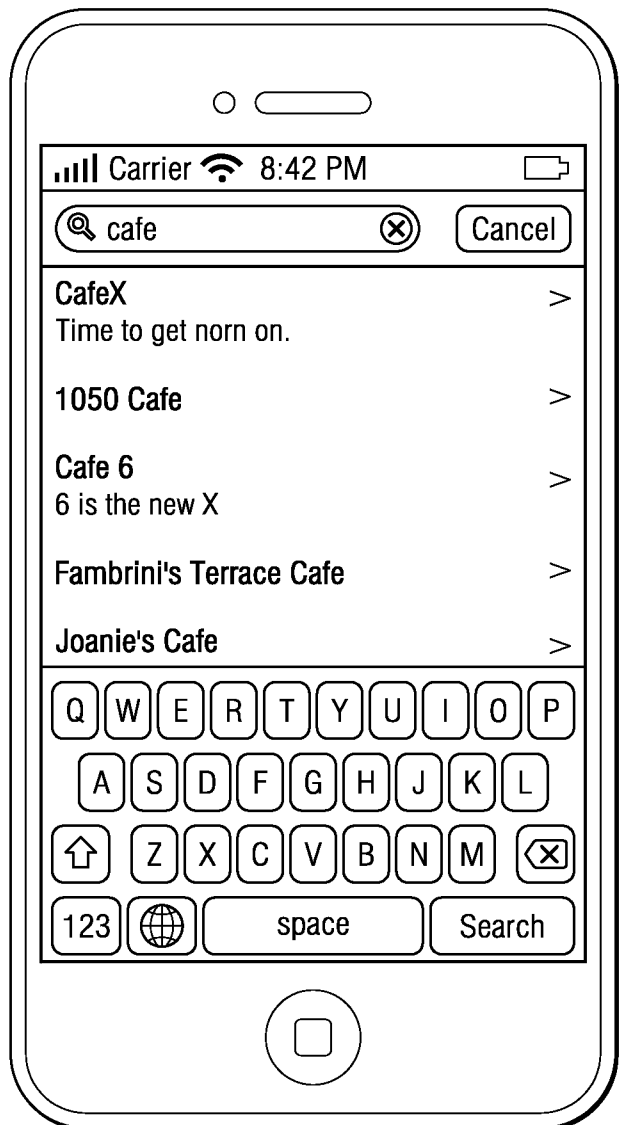 Carrier 8:42 PM
cafe Cancel
CafeX >
Time to get norn on.
1050 Cafe >
Cafe 6 >
6 is the new X
Fambrini's Terrace Cafe >
Joanie's Cafe >
Q W E R T Y U I O P
A S D F G H J K L
Z X C V B N M
123 space Search